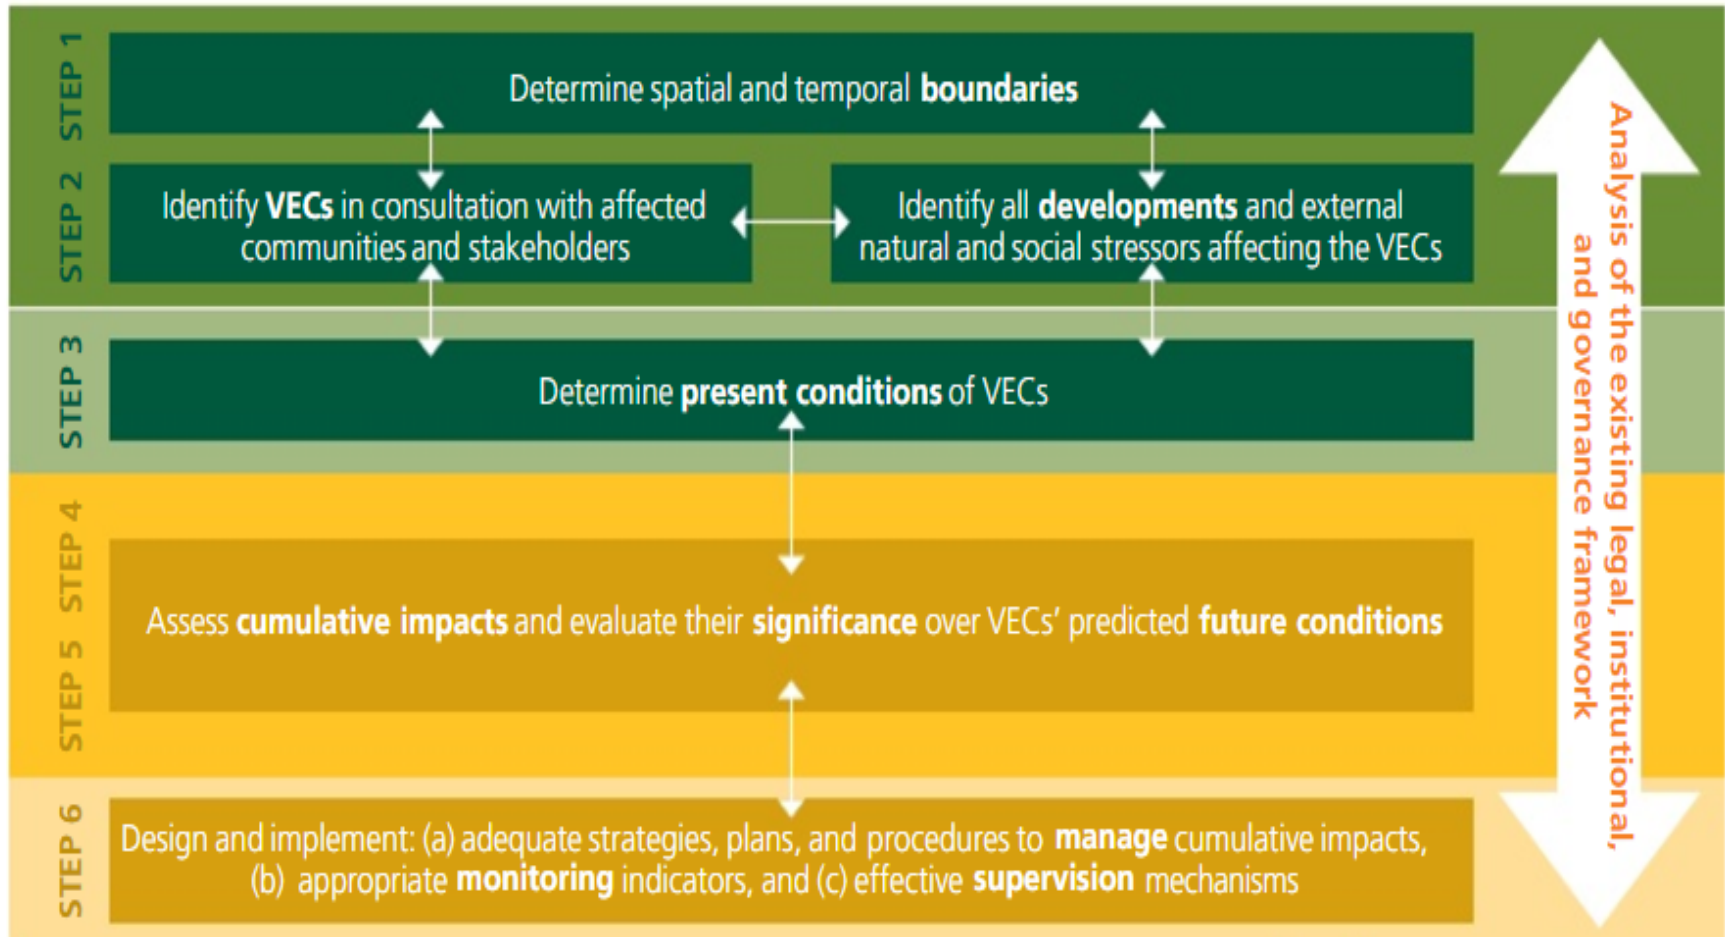 STEP 1
Determine spatial and temporal boundaries
STEP 2
Identify VECs in consultation with affected
communities and stakeholders
Identify all developments and external
natural and social stressors affecting the VECs
STEP 3
Determine present conditions of VECs
STEP 4
STEP 5
Assess cumulative impacts and evaluate their significance over VECs’ predicted future conditions
STEP 6
Design and implement: (a) adequate strategies, plans, and procedures to manage cumulative impacts,
(b) appropriate monitoring indicators, and (c) effective supervision mechanisms
Analysis of the existing legal, institutional,
and governance framework